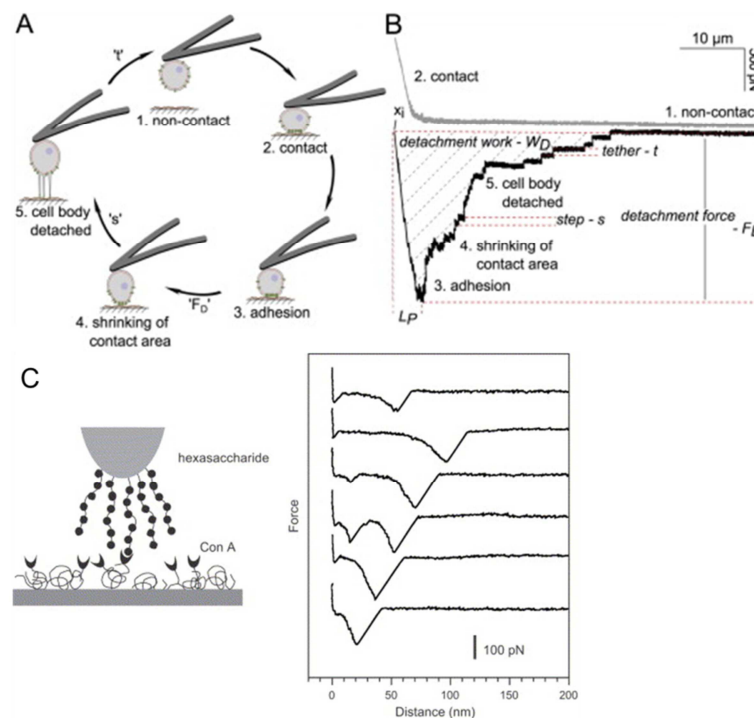 A
't'
1. non-contact
2. contact
3. adhesion
'F_D'
4. shrinking of
contact area
's'
5. cell body
detached
B
10 µm
2. contact
1. non-contact
x_i
detachment work - W_D
tether - t
5. cell body
detached
step - s
detachment force
4. shrinking of
contact area
3. adhesion
L_P
C
hexasaccharide
Con A
Force
100 pN
0
50
100
150
200
Distance (nm)